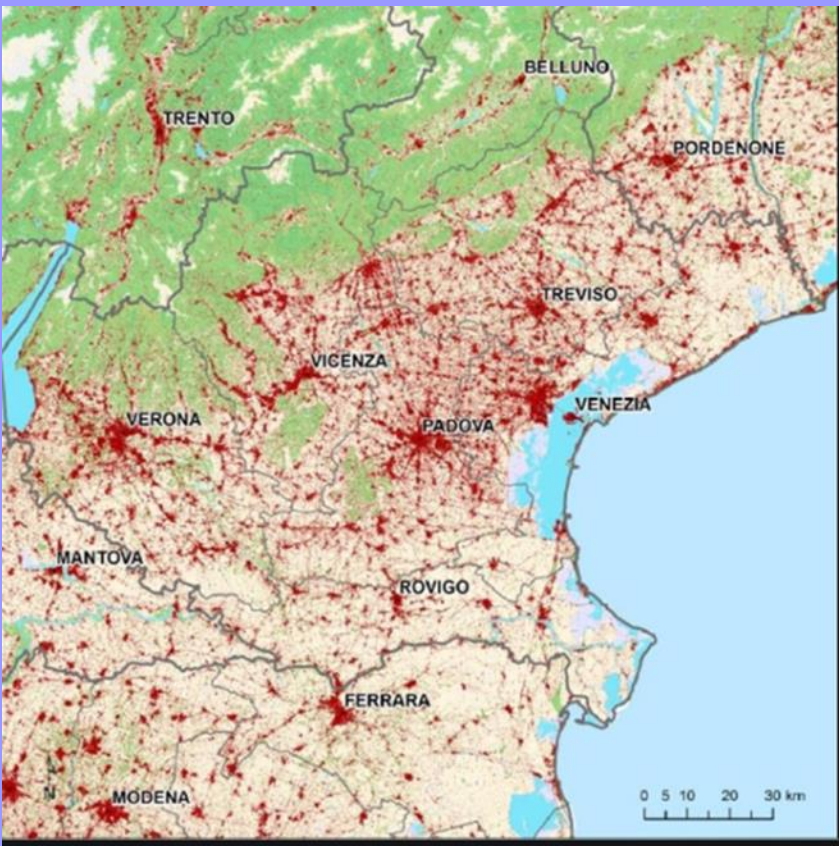 BELLUNO
TRENTO
PORDENONE
TREVISO
VICENZA
VENEZIA
VERONA
PADOVA
MANTOVA
ROVIGO
FERRARA
MODENA
N
0 5 10 20 30 km